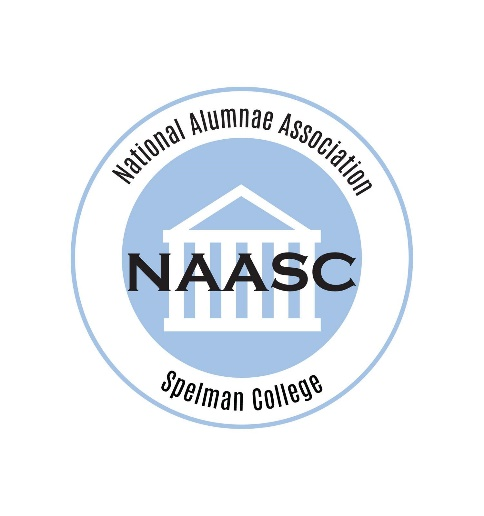 National Alumnae Association
NAASC
Spelman College